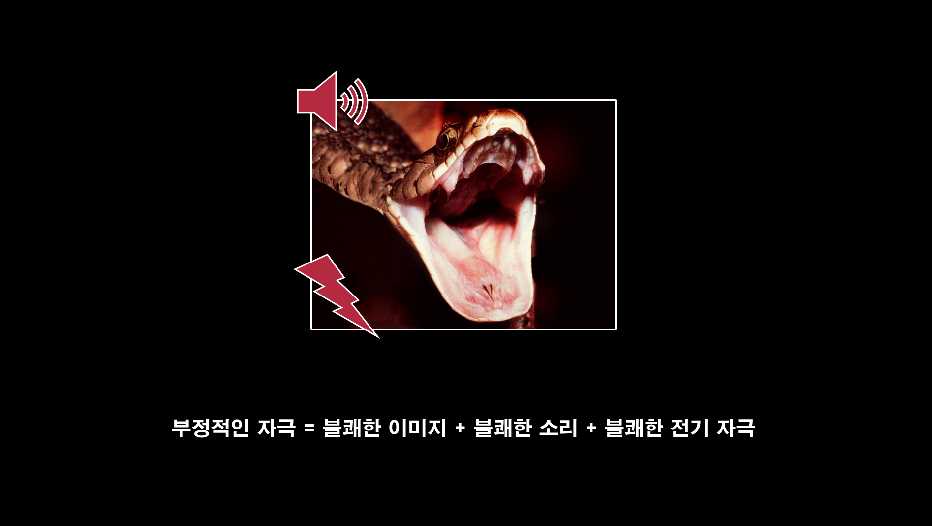 부정적인 자극 = 불쾌한 이미지 + 불쾌한 소리 + 불쾌한 전기 자극